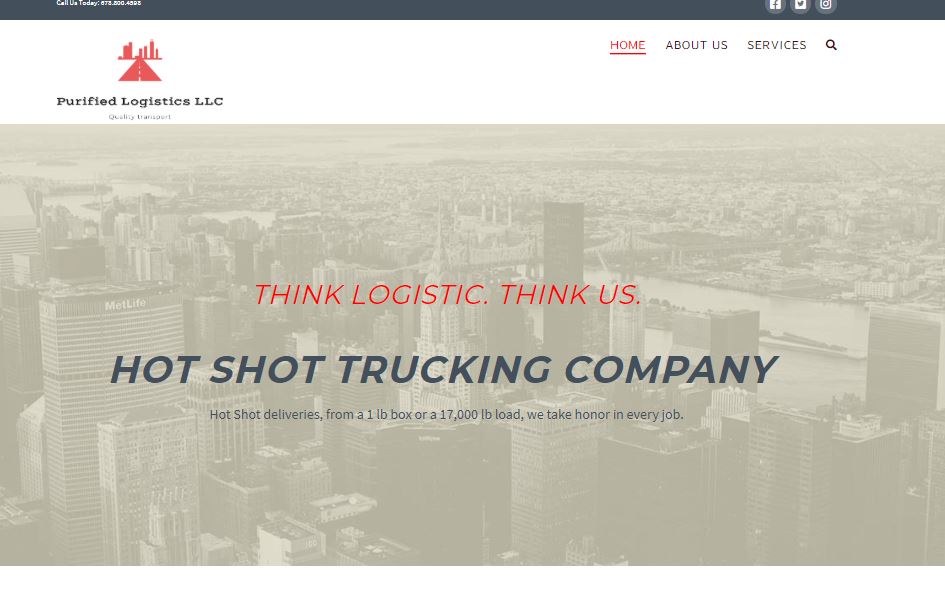 Call Us Today: 678.800.4898
HOME ABOUT US SERVICES
Purified Logistics LLC
Quality transport
MetLife
THINK LOGISTIC. THINK US.
HOT SHOT TRUCKING COMPANY
Hot Shot deliveries, from a 1 lb box or a 17,000 lb load, we take honor in every job.
100